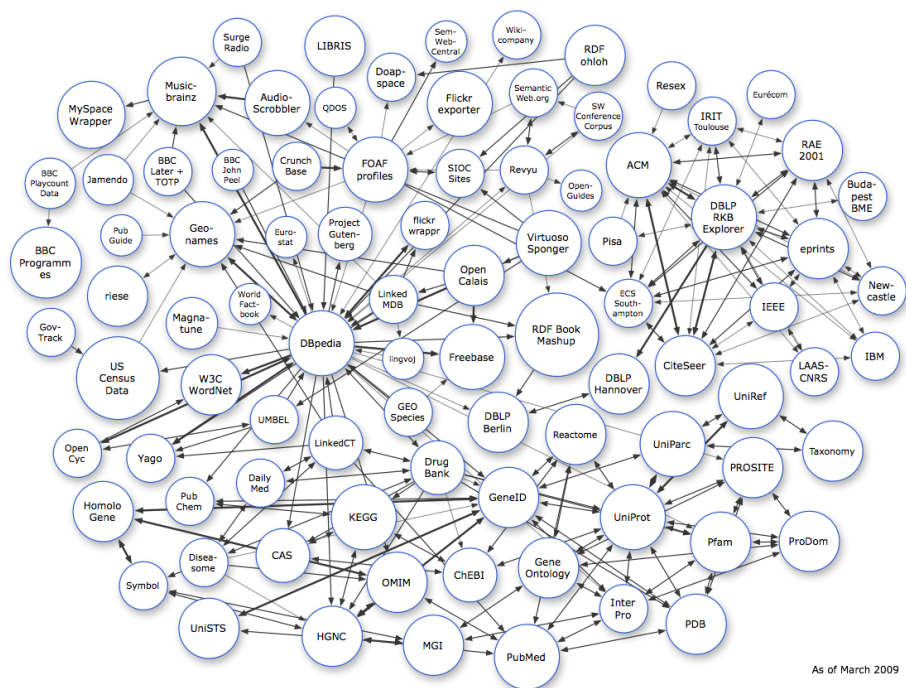 Surge
Radio
LIBRIS
Sem-
Web-
Central
Wiki-
company
RDF
ohloh
Music-
brainz
Doap-
space
MySpace
Wrapper
Audio-
Scrobbler
QDOS
Flickr
exporter
Semantic
Web.org
SW
Conference
Corpus
Resex
Eurécom
IRIT
Toulouse
RAE
2001
ACM
BBC
Playcount
Data
Jamendo
BBC
Later +
TOTP
BBC
John
Peel
Crunch
Base
FOAF
profiles
SIOC
Sites
Revyu
Open-
Guides
DBLP
RKB
Explorer
Buda-
pest
BME
Pub
Guide
Geo-
names
Euro-
stat
Project
Guten-
berg
flickr
wrappr
Virtuoso
Sponger
Pisa
eprints
BBC
Programm
es
riese
World
Fact-
book
Linked
MDB
Open
Calais
ECS
South-
ampton
IEEE
New-
castle
Gov-
Track
Magna-
tune
DBpedia
lingvoj
Freebase
RDF Book
Mashup
CiteSeer
LAAS-
CNRS
IBM
US
Census
Data
W3C
WordNet
DBLP
Hannover
UniRef
UMBEL
GEO
Species
DBLP
Berlin
Reactome
UniParc
Taxonomy
Open
Cyc
Yago
LinkedCT
Drug
Bank
PROSITE
Daily
Med
Pub
Chem
GeneID
Homolo
Gene
KEGG
UniProt
Pfam
ProDom
Symbol
Disea-
some
CAS
OMIM
ChEBI
Gene
Ontology
Inter
Pro
UniSTS
HGNC
MGI
PubMed
PDB
As of March 2009